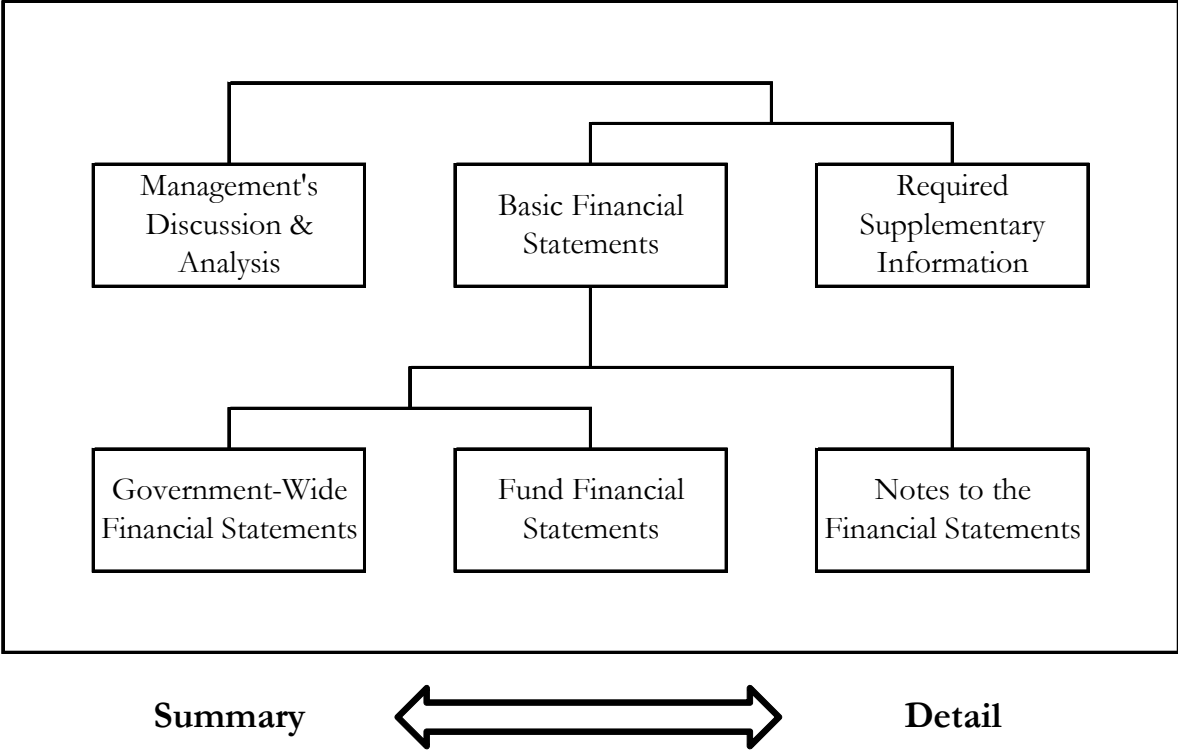 Management's
Discussion &
Analysis
Basic Financial
Statements
Required
Supplementary
Information
Government-Wide
Financial Statements
Fund Financial
Statements
Notes to the
Financial Statements
Summary
Detail